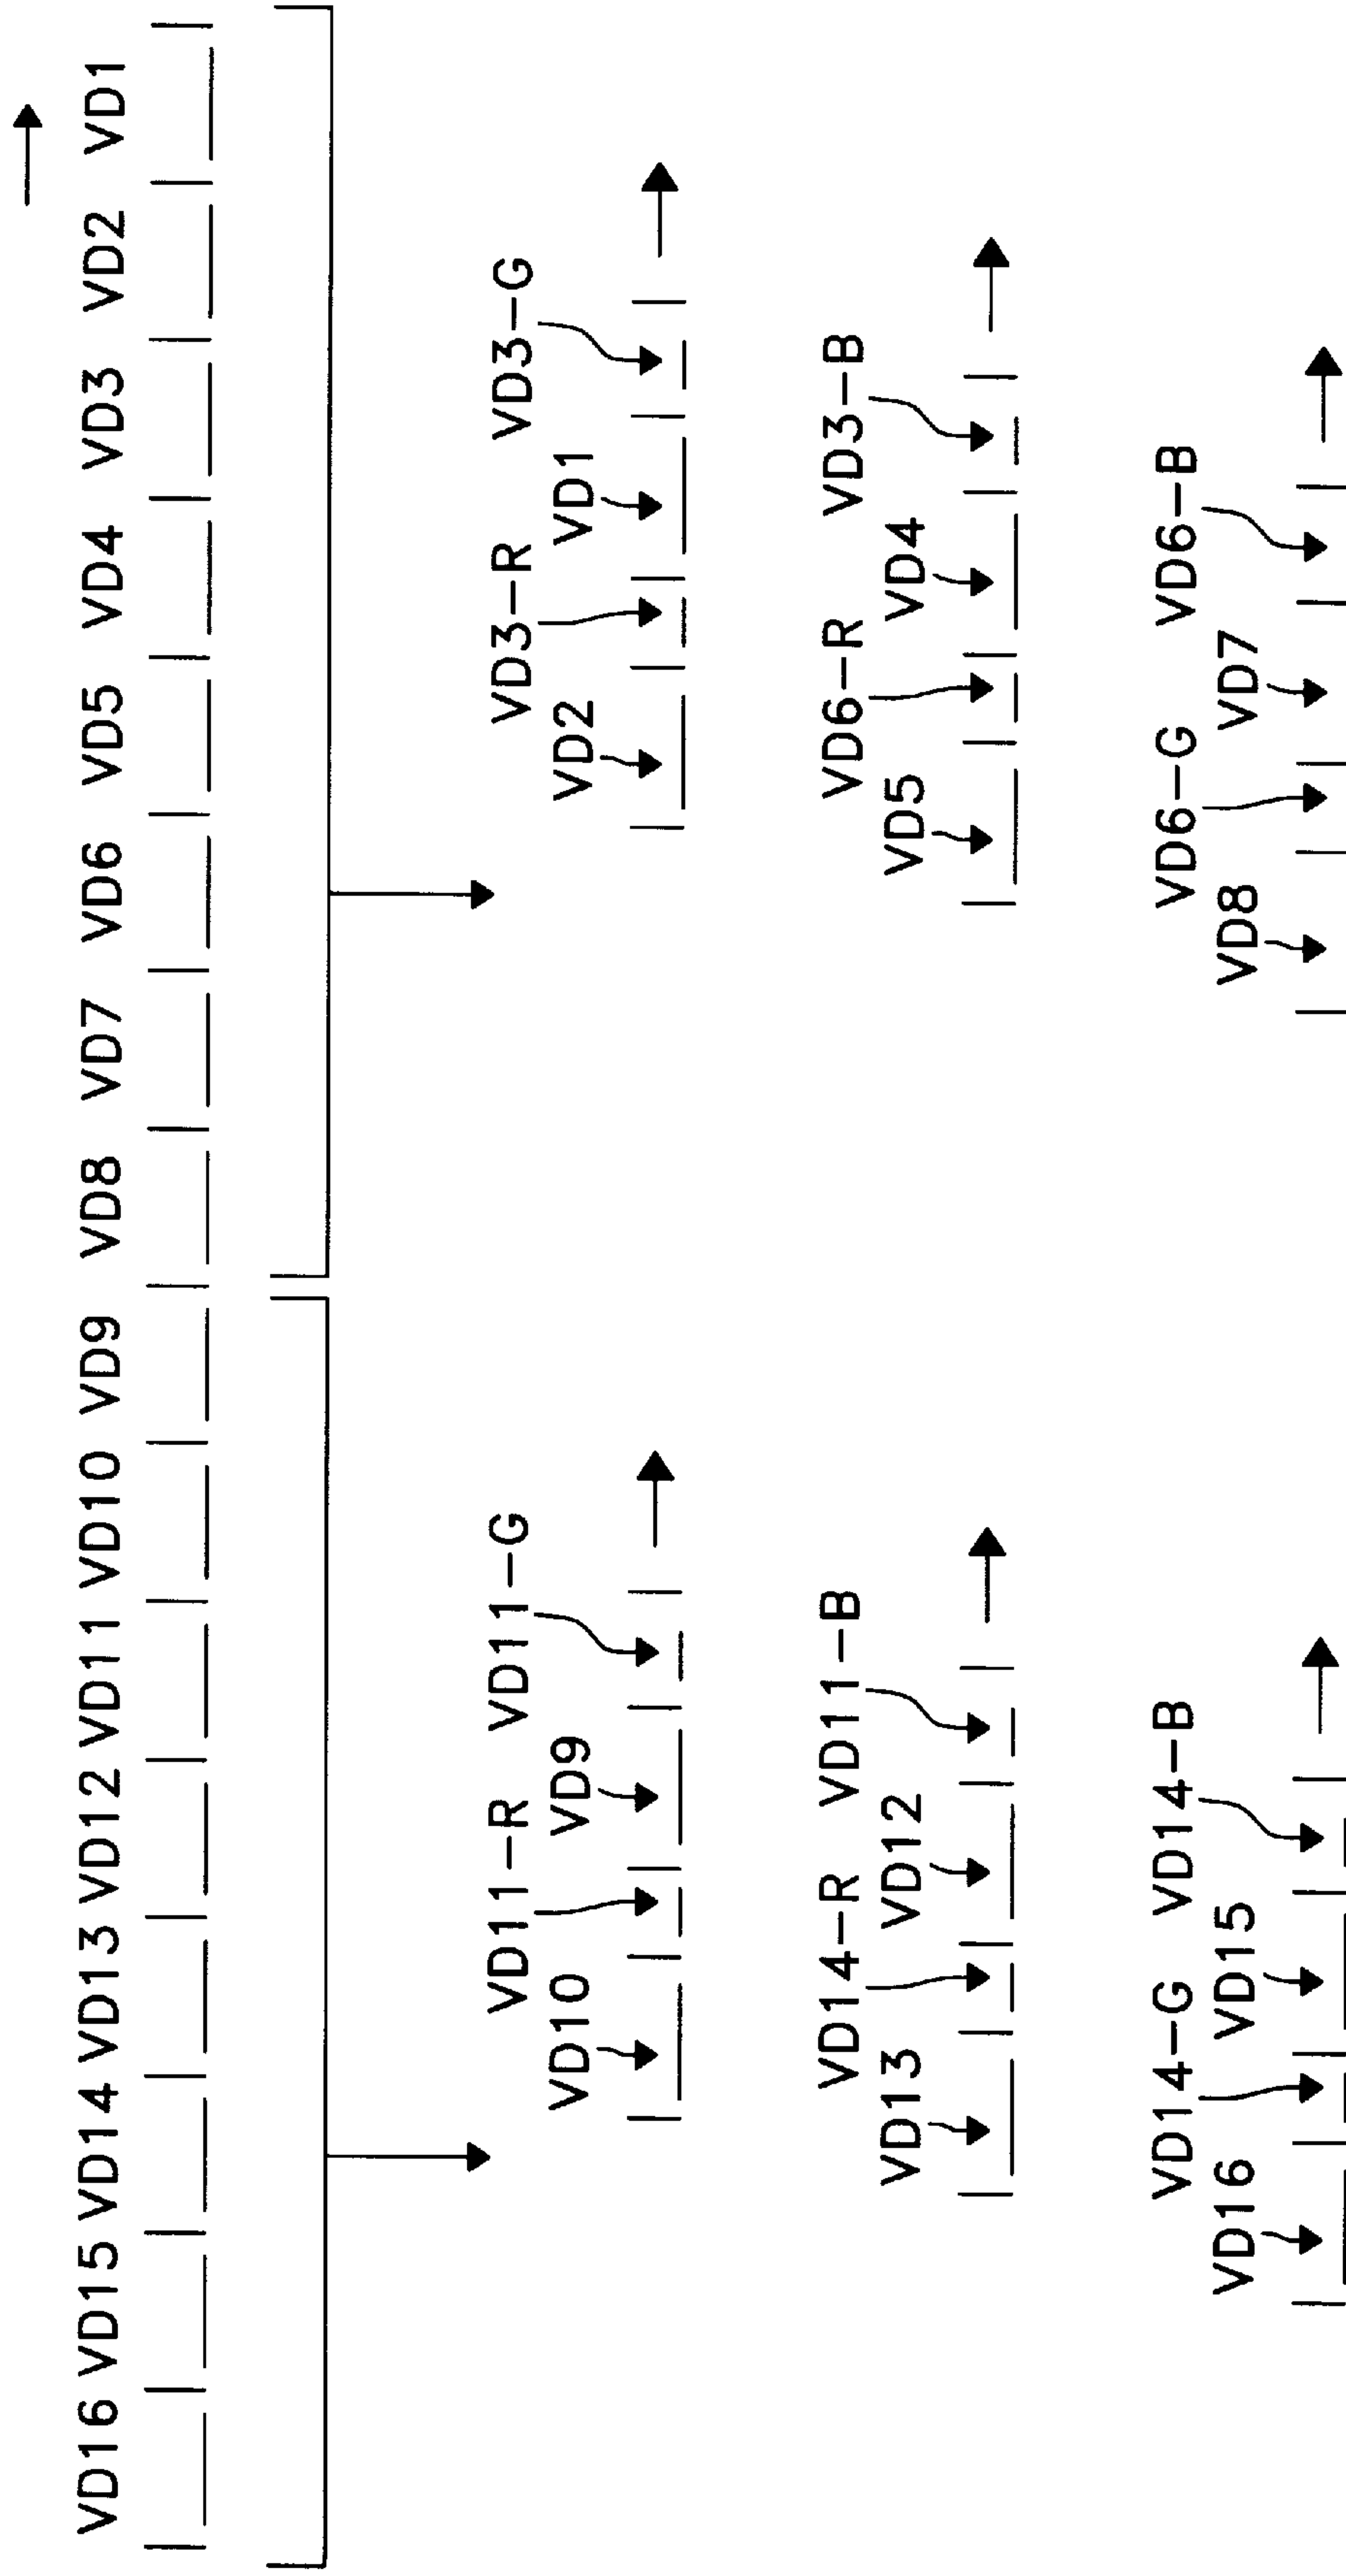 VD16 VD15 VD14 VD13 VD12 VD11 VD10 VD9 VD8 VD7 VD6 VD5 VD4 VD3 VD2 VD1
VD11-R VD11-G VD3-R VD3-G
VD10 VD9 VD2 VD1
VD14-R VD11-B VD6-R VD3-B
VD13 VD12 VD5 VD4
VD14-G VD14-B VD6-G VD6-B
VD16 VD15 VD8 VD7